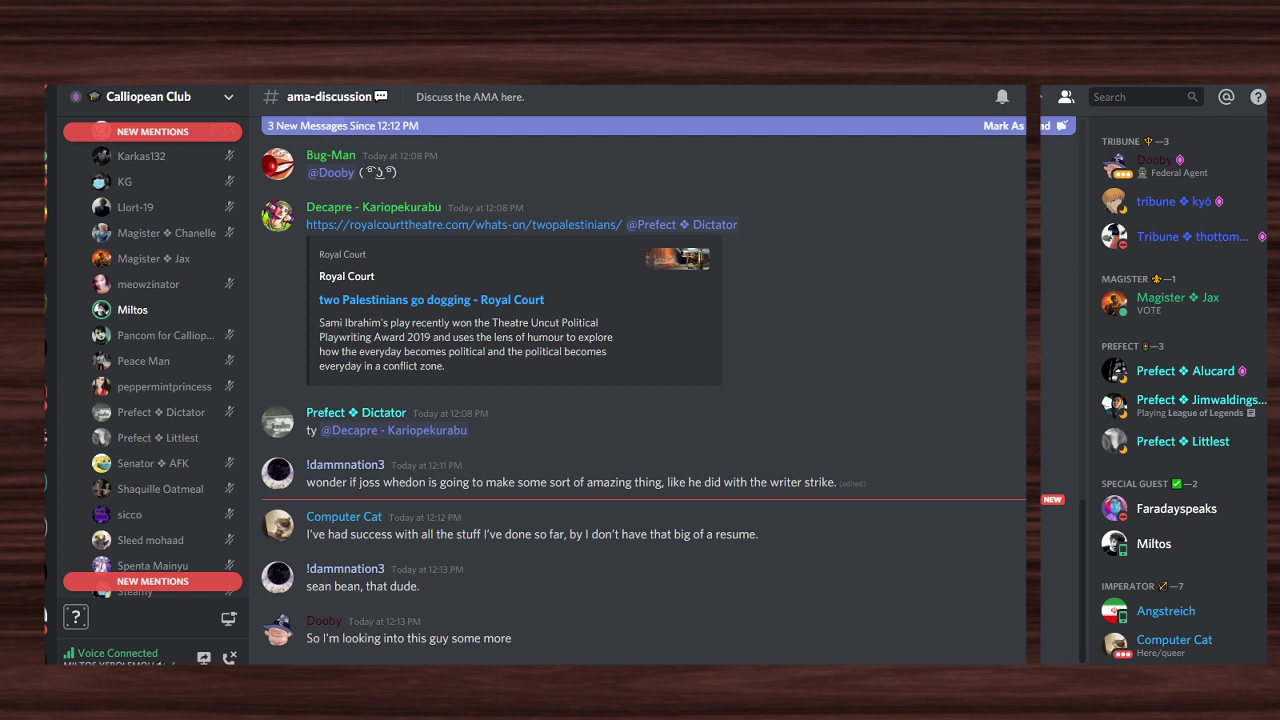 Calliopean Club
NEW MENTIONS
Karkas132
KG
Llort-19
Magister ❖ Chanelle
Magister ❖ Jax
meowzinator
Miltos
Pancom for Calliop...
Peace Man
peppermintprincess
Prefect ❖ Dictator
Prefect ❖ Littlest
Senator ❖ AFK
Shaquille Oatmeal
sicco
Sleed mohaad
Spenta Mainyu
NEW MENTIONS
Steamy
?
Voice Connected
# ama-discussion💬 Discuss the AMA here.
3 New Messages Since 12:12 PM Mark As
Bug-Man Today at 12:08 PM
@Dooby ( ͡° ͜ʖ ͡°)
Decapre - Kariopekurabu Today at 12:08 PM
https://royalcourttheatre.com/whats-on/twopalestinians/ @Prefect ❖ Dictator
Royal Court
Royal Court
two Palestinians go dogging - Royal Court
Sami Ibrahim's play recently won the Theatre Uncut Political
Playwriting Award 2019 and uses the lens of humour to explore
how the everyday becomes political and the political becomes
everyday in a conflict zone.
Prefect ❖ Dictator Today at 12:08 PM
ty @Decapre - Kariopekurabu
!dammnation3 Today at 12:11 PM
wonder if joss whedon is going to make some sort of amazing thing, like he did with the writer strike. (edited)
NEW
Computer Cat Today at 12:12 PM
I've had success with all the stuff I've done so far, by I don't have that big of a resume.
!dammnation3 Today at 12:13 PM
sean bean, that dude.
Dooby Today at 12:13 PM
So I'm looking into this guy some more
Search
ad
TRIBUNE 🔱—3
Dooby
Federal Agent
tribune ❖ kyō
Tribune ❖ thottom...
MAGISTER ⚜—1
Magister ❖ Jax
VOTE
PREFECT 🚦—3
Prefect ❖ Alucard
Prefect ❖ Jimwaldings...
Playing League of Legends
Prefect ❖ Littlest
SPECIAL GUEST ✅—2
Faradayspeaks
Miltos
IMPERATOR 🏹—7
Angstreich
Computer Cat
Here/queer